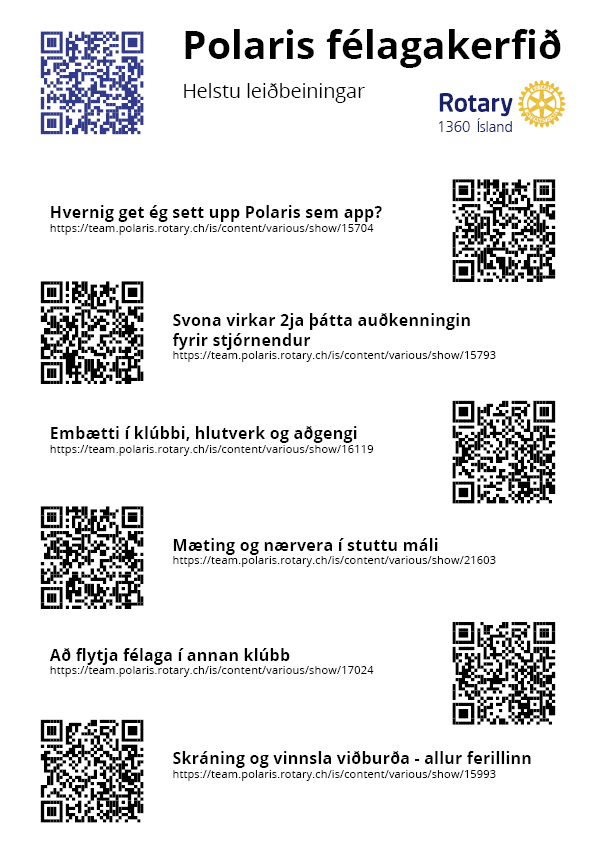 Polaris félagakerfið
Helstu leiðbeiningar
Rotary
1360 Ísland
Hvernig get ég sett upp Polaris sem app?
https://team.polaris.rotary.ch/is/content/various/show/15704
Svona virkar 2ja þátta auðkenningin
fyrir stjórnendur
https://team.polaris.rotary.ch/is/content/various/show/15793
Embætti í klúbbi, hlutverk og aðgengi
https://team.polaris.rotary.ch/is/content/various/show/16119
Mæting og nærvera í stuttu máli
https://team.polaris.rotary.ch/is/content/various/show/21603
Að flytja félaga í annan klúbb
https://team.polaris.rotary.ch/is/content/various/show/17024
Skráning og vinnsla viðburða - allur ferillinn
https://team.polaris.rotary.ch/is/content/various/show/15993